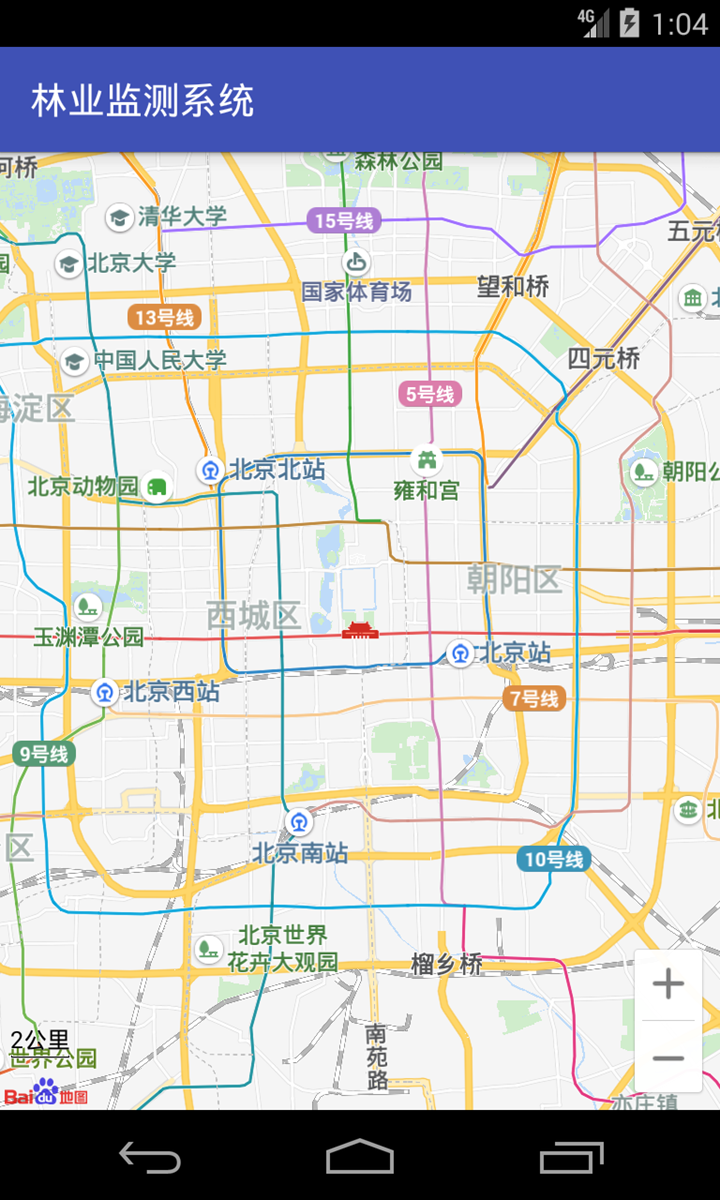 4G 1:04
林业监测系统
河桥
森林公园
清华大学
15号线
五元桥
北京大学
园
国家体育场
望和桥
13号线
北
中国人民大学
四元桥
5号线
海淀区
北京北站
朝阳公
北京动物园
雍和宫
朝阳区
西城区
玉渊潭公园
北京站
北京西站
7号线
9号线
北
区
北京南站
10号线
北京世界
花卉大观园
榴乡桥
+
2公里
南苑路
世界公园
−
Bai du 地图
亦庄镇